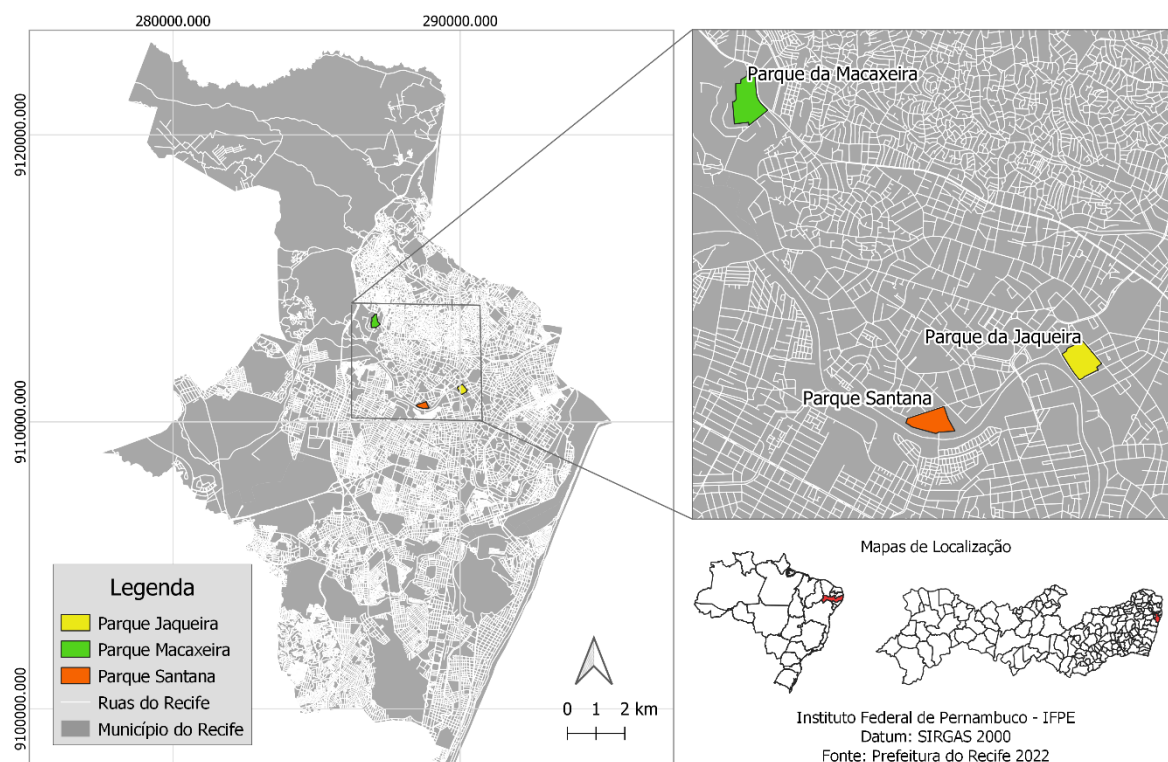 280000.000
290000.000
9120000.000
9110000.000
9100000.000
Parque da Macaxeira
Parque da Jaqueira
Parque Santana
Legenda
Parque Jaqueira
Parque Macaxeira
Parque Santana
Ruas do Recife
Município do Recife
0 1 2 km
Mapas de Localização
Instituto Federal de Pernambuco - IFPE
Datum: SIRGAS 2000
Fonte: Prefeitura do Recife 2022